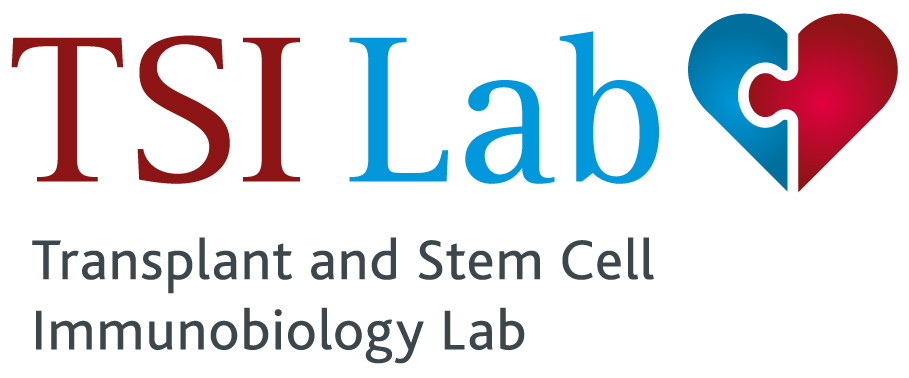 TSI Lab
Transplant and Stem Cell
Immunobiology Lab